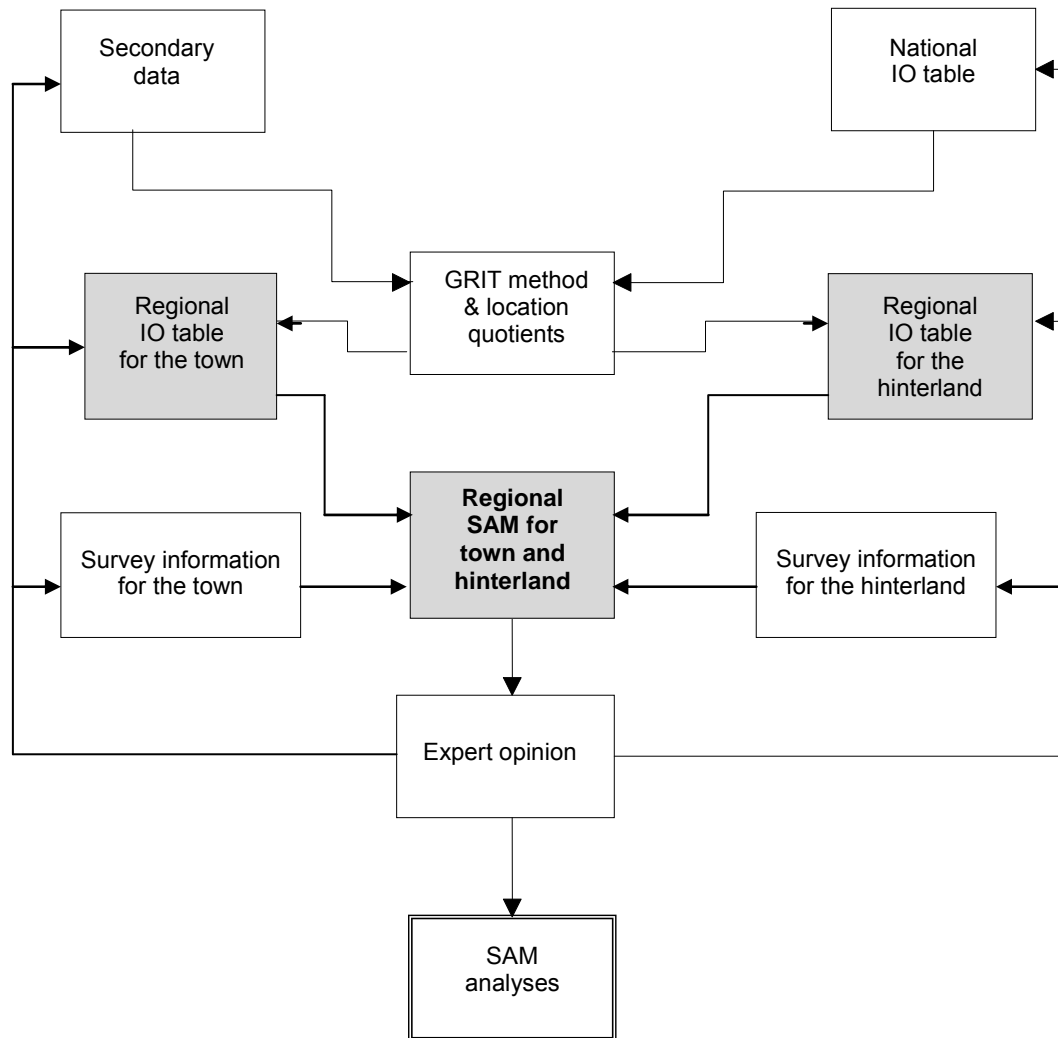 Secondary
data
National
IO table
GRIT method
& location
quotients
Regional
IO table
for the town
Regional
IO table
for the
hinterland
Regional
SAM for
town and
hinterland
Survey information
for the town
Survey information
for the hinterland
Expert opinion
SAM
analyses